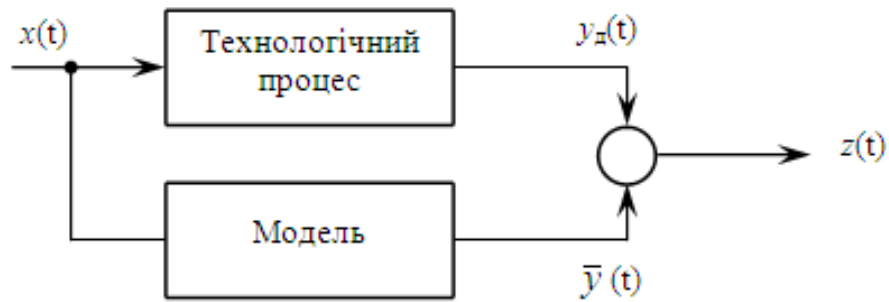 x(t)
Технологічний
процес
yд(t)
z(t)
Модель
y̅ (t)